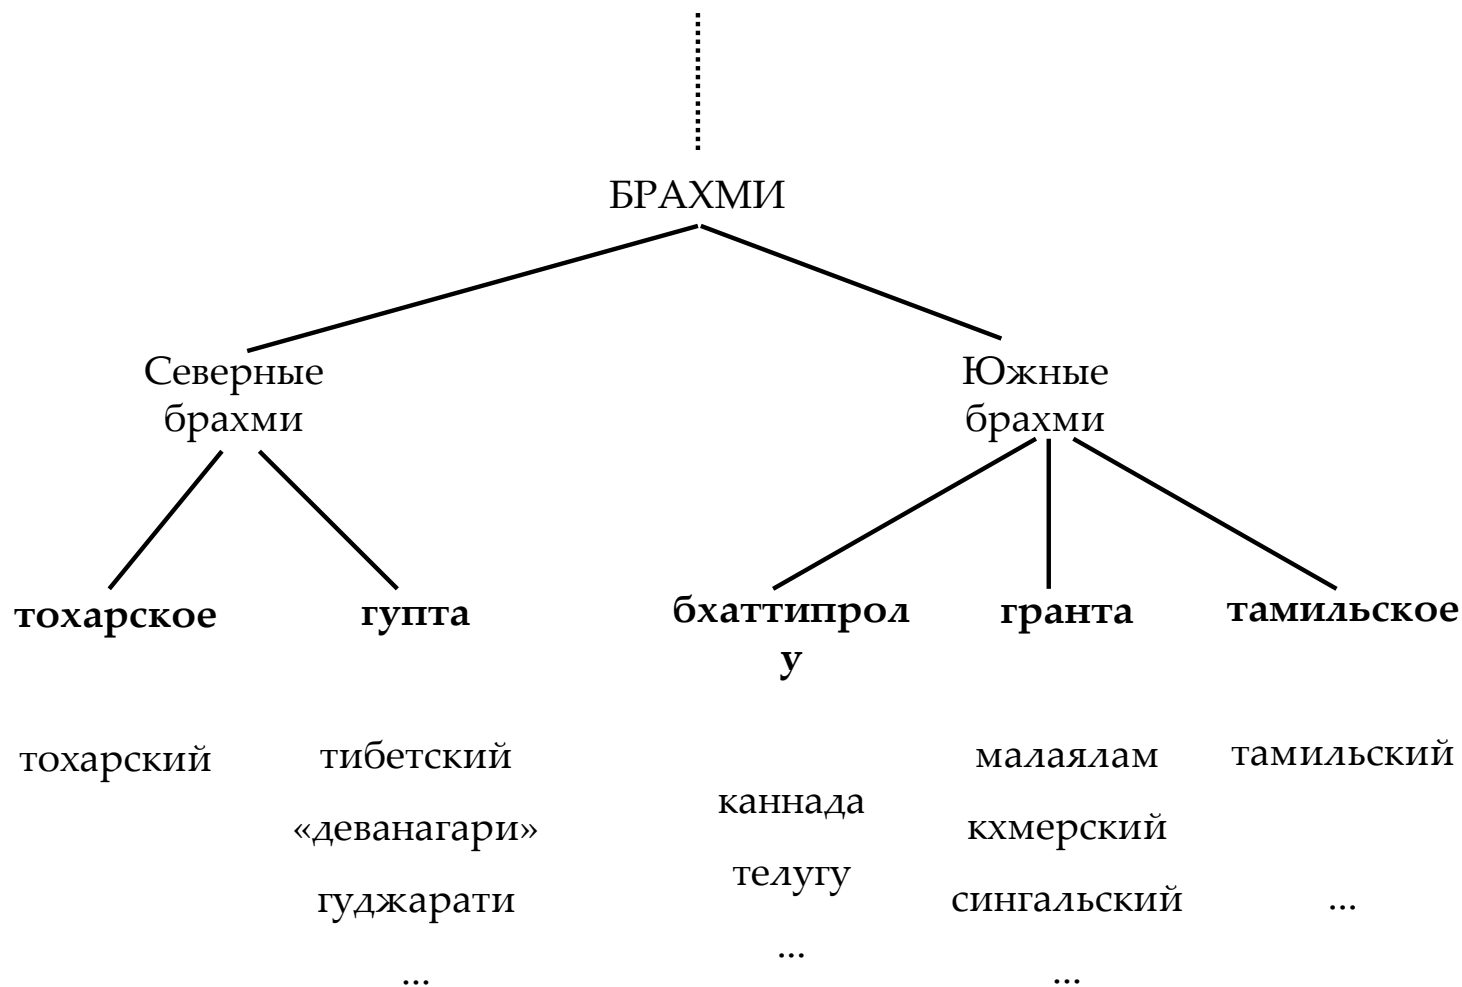 БРАХМИ
Северные
брахми
Южные
брахми
тохарское
гупта
бхаттипрол
у
гранта
тамильское
тохарский
тибетский
«деванагари»
гуджарати
...
каннада
телугу
...
малаялам
кхмерский
сингальский
...
тамильский
...